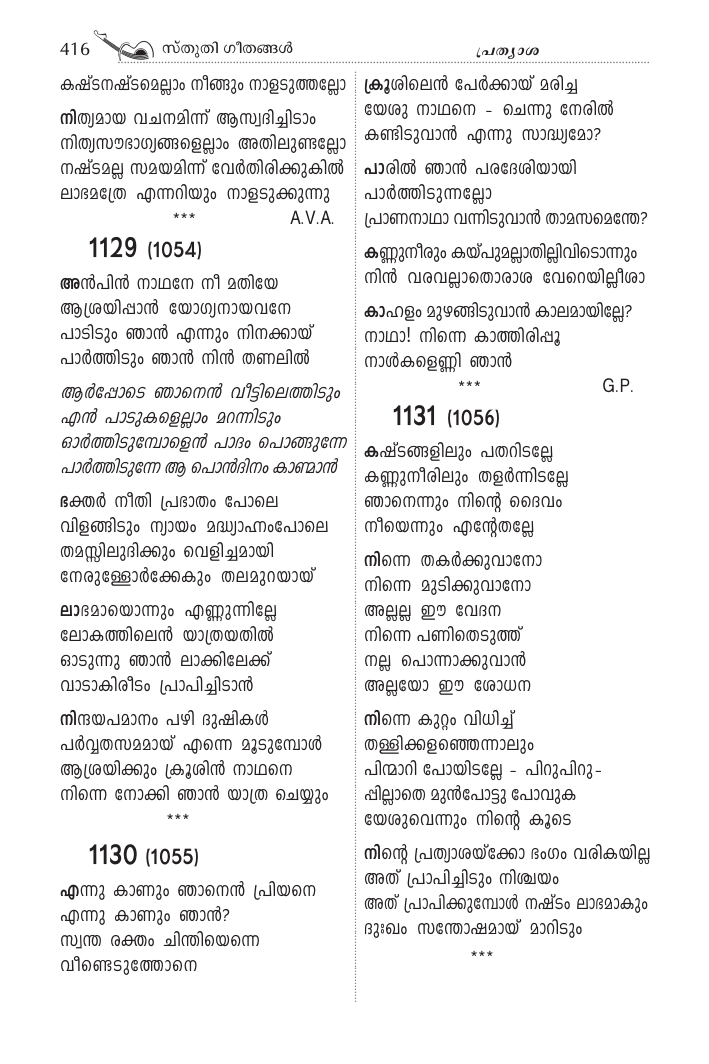 416 സ്തുതി ഗീതങ്ങൾ
പ്രത്യാശ
കഷ്ടനഷ്ടമെല്ലാം നീങ്ങും നാളടുത്തല്ലോ
നിത്യമായ വചനമിന്ന് ആസ്വദിച്ചിടാം
നിത്യസൗഭാഗ്യങ്ങളെല്ലാം അതിലുണ്ടല്ലോ
നഷ്ടമല്ല സമയമിന്ന് വേർതിരിക്കുകിൽ
ലാഭമത്രേ എന്നറിയും നാളടുക്കുന്നു
*** A.V.A.
1129 (1054)
അൻപിൻ നാഥനേ നീ മതിയേ
ആശ്രയിപ്പാൻ യോഗ്യനായവനേ
പാടിടും ഞാൻ എന്നും നിനക്കായ്
പാർത്തിടും ഞാൻ നിൻ തണലിൽ
ആർപ്പോടെ ഞാനെൻ വീട്ടിലെത്തിടും
എൻ പാടുകളെല്ലാം മറന്നിടും
ഓർത്തിടുമ്പോളെൻ പാദം പൊങ്ങുന്നേ
പാർത്തിടുന്നേ ആ പൊൻദിനം കാണ്മാൻ
ഭക്തർ നീതി പ്രഭാതം പോലെ
വിളങ്ങിടും ന്യായം മദ്ധ്യാഹ്നംപോലെ
തമസ്സിലുദിക്കും വെളിച്ചമായി
നേരുള്ളോർക്കേകും തലമുറയായ്
ലാഭമായൊന്നും എണ്ണുന്നില്ലേ
ലോകത്തിലെൻ യാത്രയതിൽ
ഓടുന്നു ഞാൻ ലാക്കിലേക്ക്
വാടാകിരീടം പ്രാപിച്ചിടാൻ
നിന്ദയപമാനം പഴി ദുഷികൾ
പർവ്വതസമമായ് എന്നെ മൂടുമ്പോൾ
ആശ്രയിക്കും ക്രൂശിൻ നാഥനെ
നിന്നെ നോക്കി ഞാൻ യാത്ര ചെയ്യും
***
1130 (1055)
എന്നു കാണും ഞാനെൻ പ്രിയനെ
എന്നു കാണും ഞാൻ?
സ്വന്ത രക്തം ചിന്തിയെന്നെ
വീണ്ടെടുത്തോനെ
ക്രൂശിലെൻ പേർക്കായ് മരിച്ച
യേശു നാഥനെ - ചെന്നു നേരിൽ
കണ്ടിടുവാൻ എന്നു സാദ്ധ്യമോ?
പാരിൽ ഞാൻ പരദേശിയായി
പാർത്തിടുന്നല്ലോ
പ്രാണനാഥാ വന്നിടുവാൻ താമസമെന്തേ?
കണ്ണുനീരും കയ്പുമല്ലാതില്ലിവിടൊന്നും
നിൻ വരവല്ലാതൊരാശ വേറെയില്ലീശാ
കാഹളം മുഴങ്ങിടുവാൻ കാലമായില്ലേ?
നാഥാ! നിന്നെ കാത്തിരിപ്പൂ
നാൾകളെണ്ണി ഞാൻ
*** G.P.
1131 (1056)
കഷ്ടങ്ങളിലും പതറിടല്ലേ
കണ്ണുനീരിലും തളർന്നിടല്ലേ
ഞാനെന്നും നിന്റെ ദൈവം
നീയെന്നും എന്റേതല്ലേ
നിന്നെ തകർക്കുവാനോ
നിന്നെ മുടിക്കുവാനോ
അല്ലല്ല ഈ വേദന
നിന്നെ പണിതെടുത്ത്
നല്ല പൊന്നാക്കുവാൻ
അല്ലയോ ഈ ശോധന
നിന്നെ കുറ്റം വിധിച്ച്
തള്ളിക്കളഞ്ഞെന്നാലും
പിന്മാറി പോയിടല്ലേ - പിറുപിറു-
പ്പില്ലാതെ മുൻപോട്ടു പോവുക
യേശുവെന്നും നിന്റെ കൂടെ
നിന്റെ പ്രത്യാശയ്ക്കോ ഭംഗം വരികയില്ല
അത് പ്രാപിച്ചിടും നിശ്ചയം
അത് പ്രാപിക്കുമ്പോൾ നഷ്ടം ലാഭമാകും
ദുഃഖം സന്തോഷമായ് മാറിടും
***